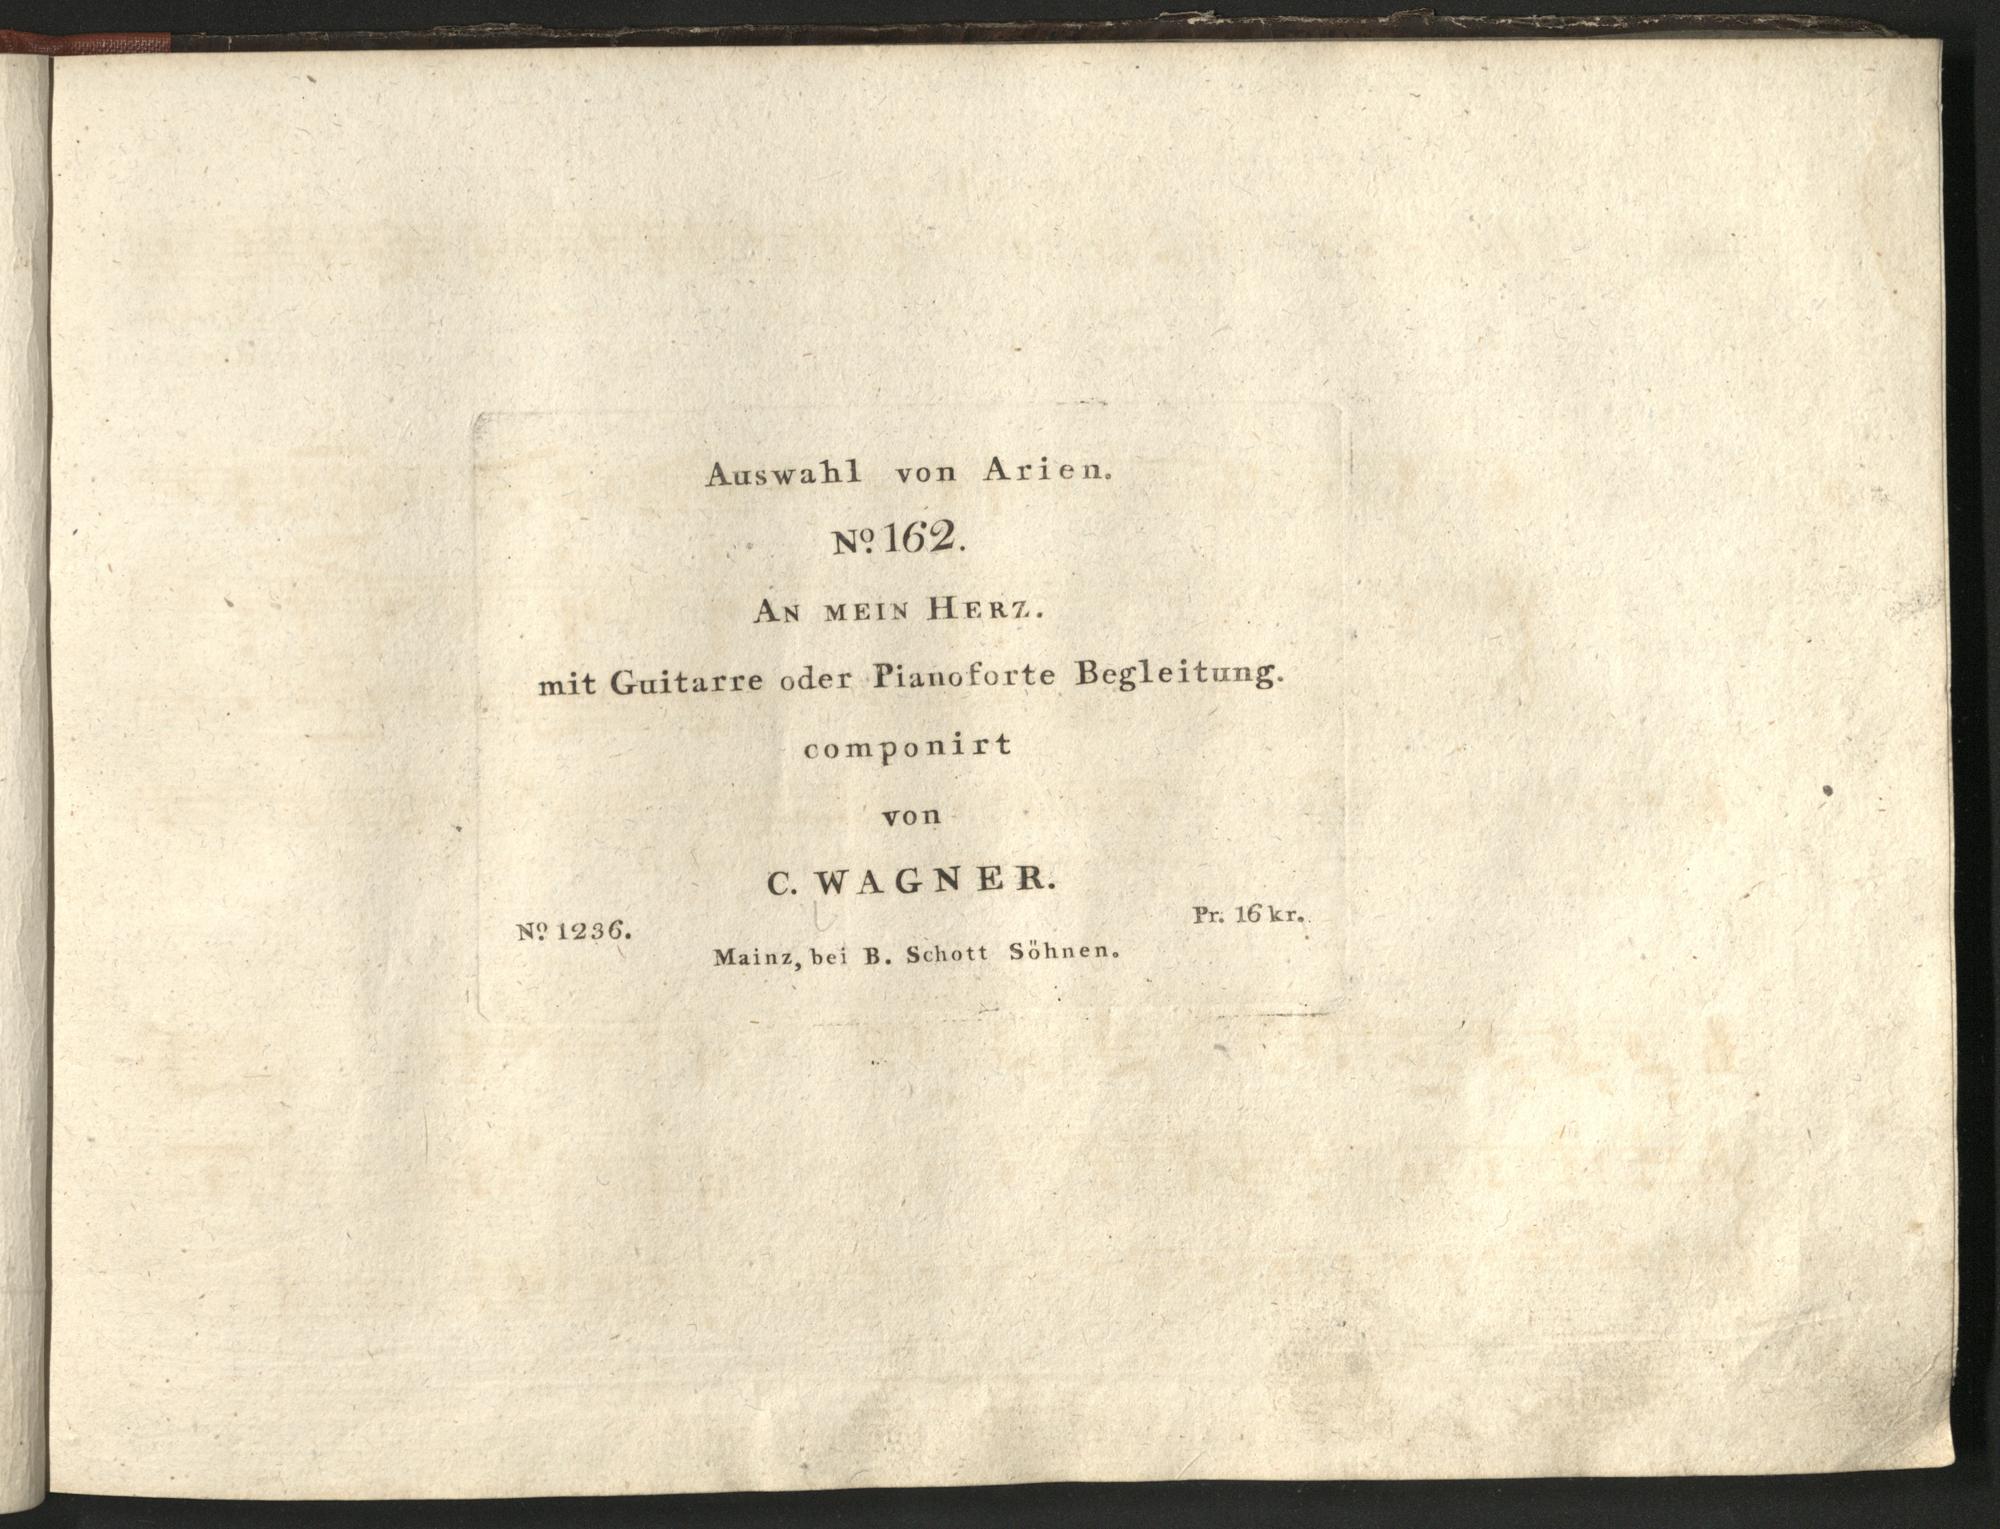 Auswahl von Arien.
No. 162.
AN MEIN HERZ.
mit Guitarre oder Pianoforte Begleitung.
componirt
von
C. WAGNER.
No. 1236.
Pr. 16 kr.
Mainz, bei B. Schott Söhnen.